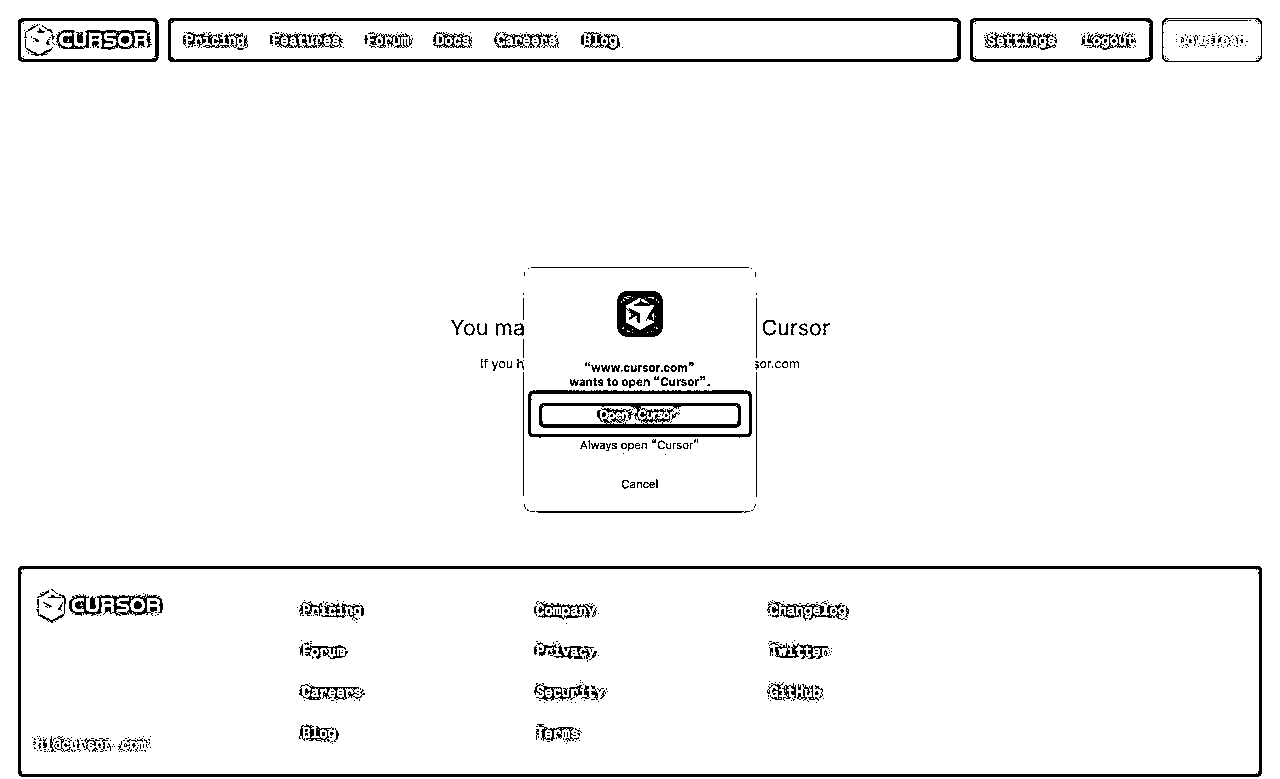 CURSOR
Pricing Features Forum Docs Careers Blog
Settings Logout
Download
You ma Cursor
If you h sor.com
“www.cursor.com”
wants to open “Cursor”.
Open “Cursor”
Always open “Cursor”
Cancel
CURSOR
Pricing Company Changelog
Forum Privacy Twitter
Careers Security GitHub
Blog Terms
hi@cursor.com